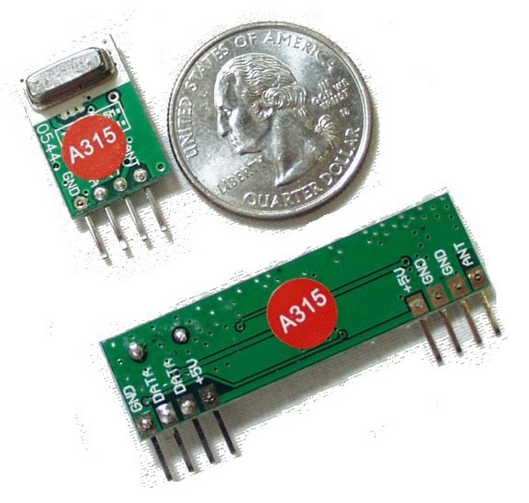 0544
A315
GND
UNITED STATES OF AMERICA
LIBERTY
IN GOD WE TRUST
QUARTER DOLLAR
A315
GND
DATA
DATA
+5V
+5V
GND
GND
ANT